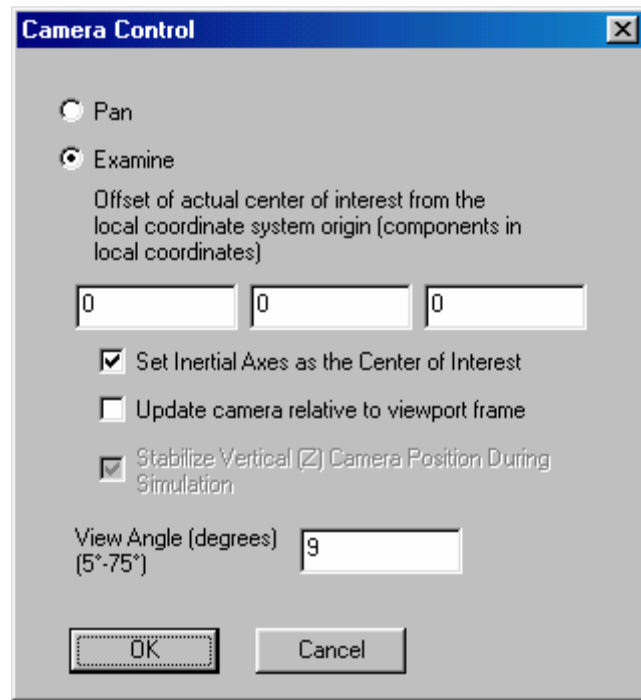 Camera Control
Pan
Examine
Offset of actual center of interest from the
local coordinate system origin (components in
local coordinates)
0 0 0
Set Inertial Axes as the Center of Interest
Update camera relative to viewport frame
Stabilize Vertical (Z) Camera Position During
Simulation
View Angle (degrees) 9
(5°-75°)
OK Cancel